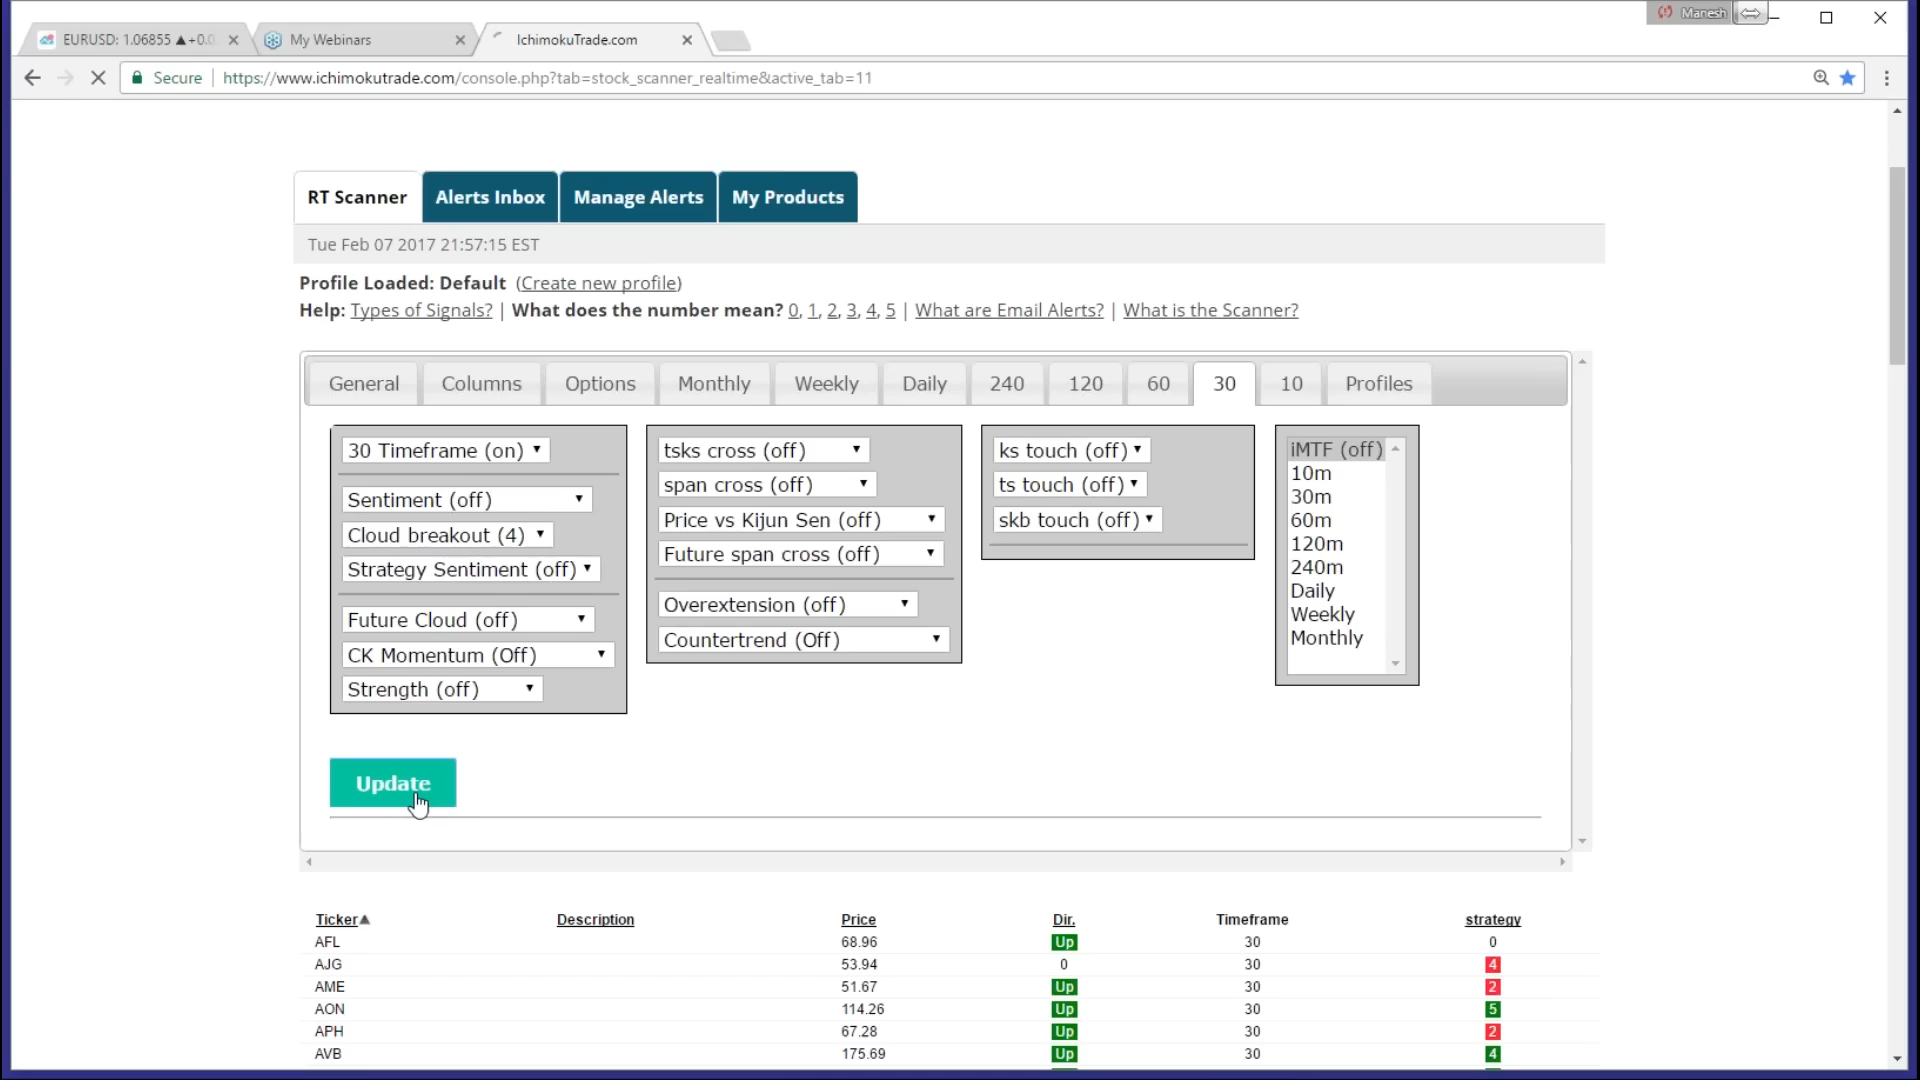 Manesh
EURUSD: 1.06855 ▲+0.0
My Webinars
IchimokuTrade.com
Secure
https://www.ichimokutrade.com/console.php?tab=stock_scanner_realtime&active_tab=11
RT Scanner
Alerts Inbox
Manage Alerts
My Products
Tue Feb 07 2017 21:57:15 EST
Profile Loaded: Default (Create new profile)
Help: Types of Signals? | What does the number mean? 0, 1, 2, 3, 4, 5 | What are Email Alerts? | What is the Scanner?
General Columns Options Monthly Weekly Daily 240 120 60 30 10 Profiles
30 Timeframe (on)
Sentiment (off)
Cloud breakout (4)
Strategy Sentiment (off)
Future Cloud (off)
CK Momentum (Off)
Strength (off)
tsks cross (off)
span cross (off)
Price vs Kijun Sen (off)
Future span cross (off)
Overextension (off)
Countertrend (Off)
ks touch (off)
ts touch (off)
skb touch (off)
iMTF (off)
10m
30m
60m
120m
240m
Daily
Weekly
Monthly
Update
Ticker▲ Description Price Dir. Timeframe strategy
AFL 68.96 Up 30 0
AJG 53.94 0 30 4
AME 51.67 Up 30 2
AON 114.26 Up 30 5
APH 67.28 Up 30 2
AVB 175.69 Up 30 4